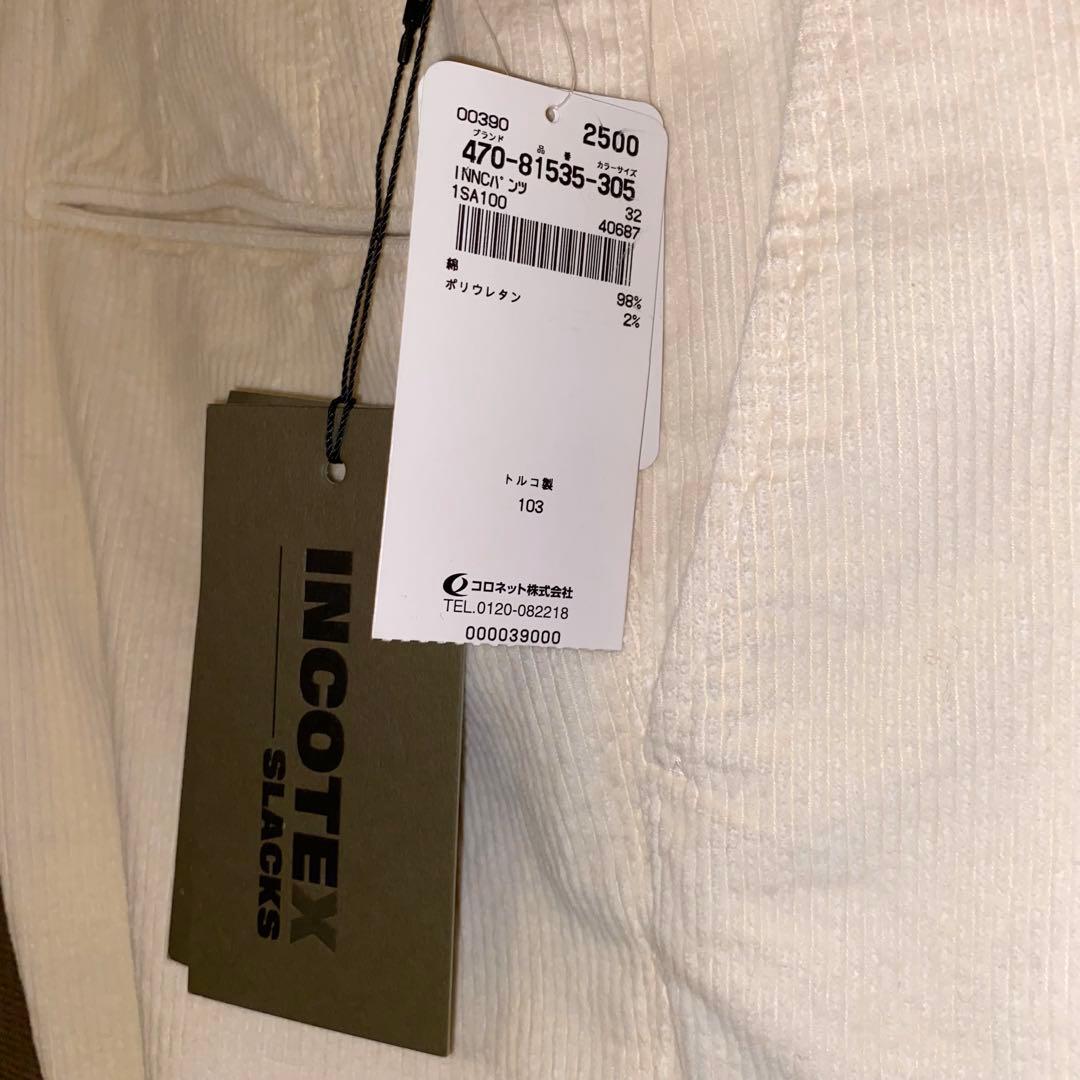 00390
2500
ブランド 品番 カラーサイズ
470-81535-305
INNCパンツ
32
1SA100
40687
綿 98%
ポリウレタン 2%
トルコ製
103
コロネット株式会社
TEL.0120-082218
000039000
INCOTEX
SLACKS